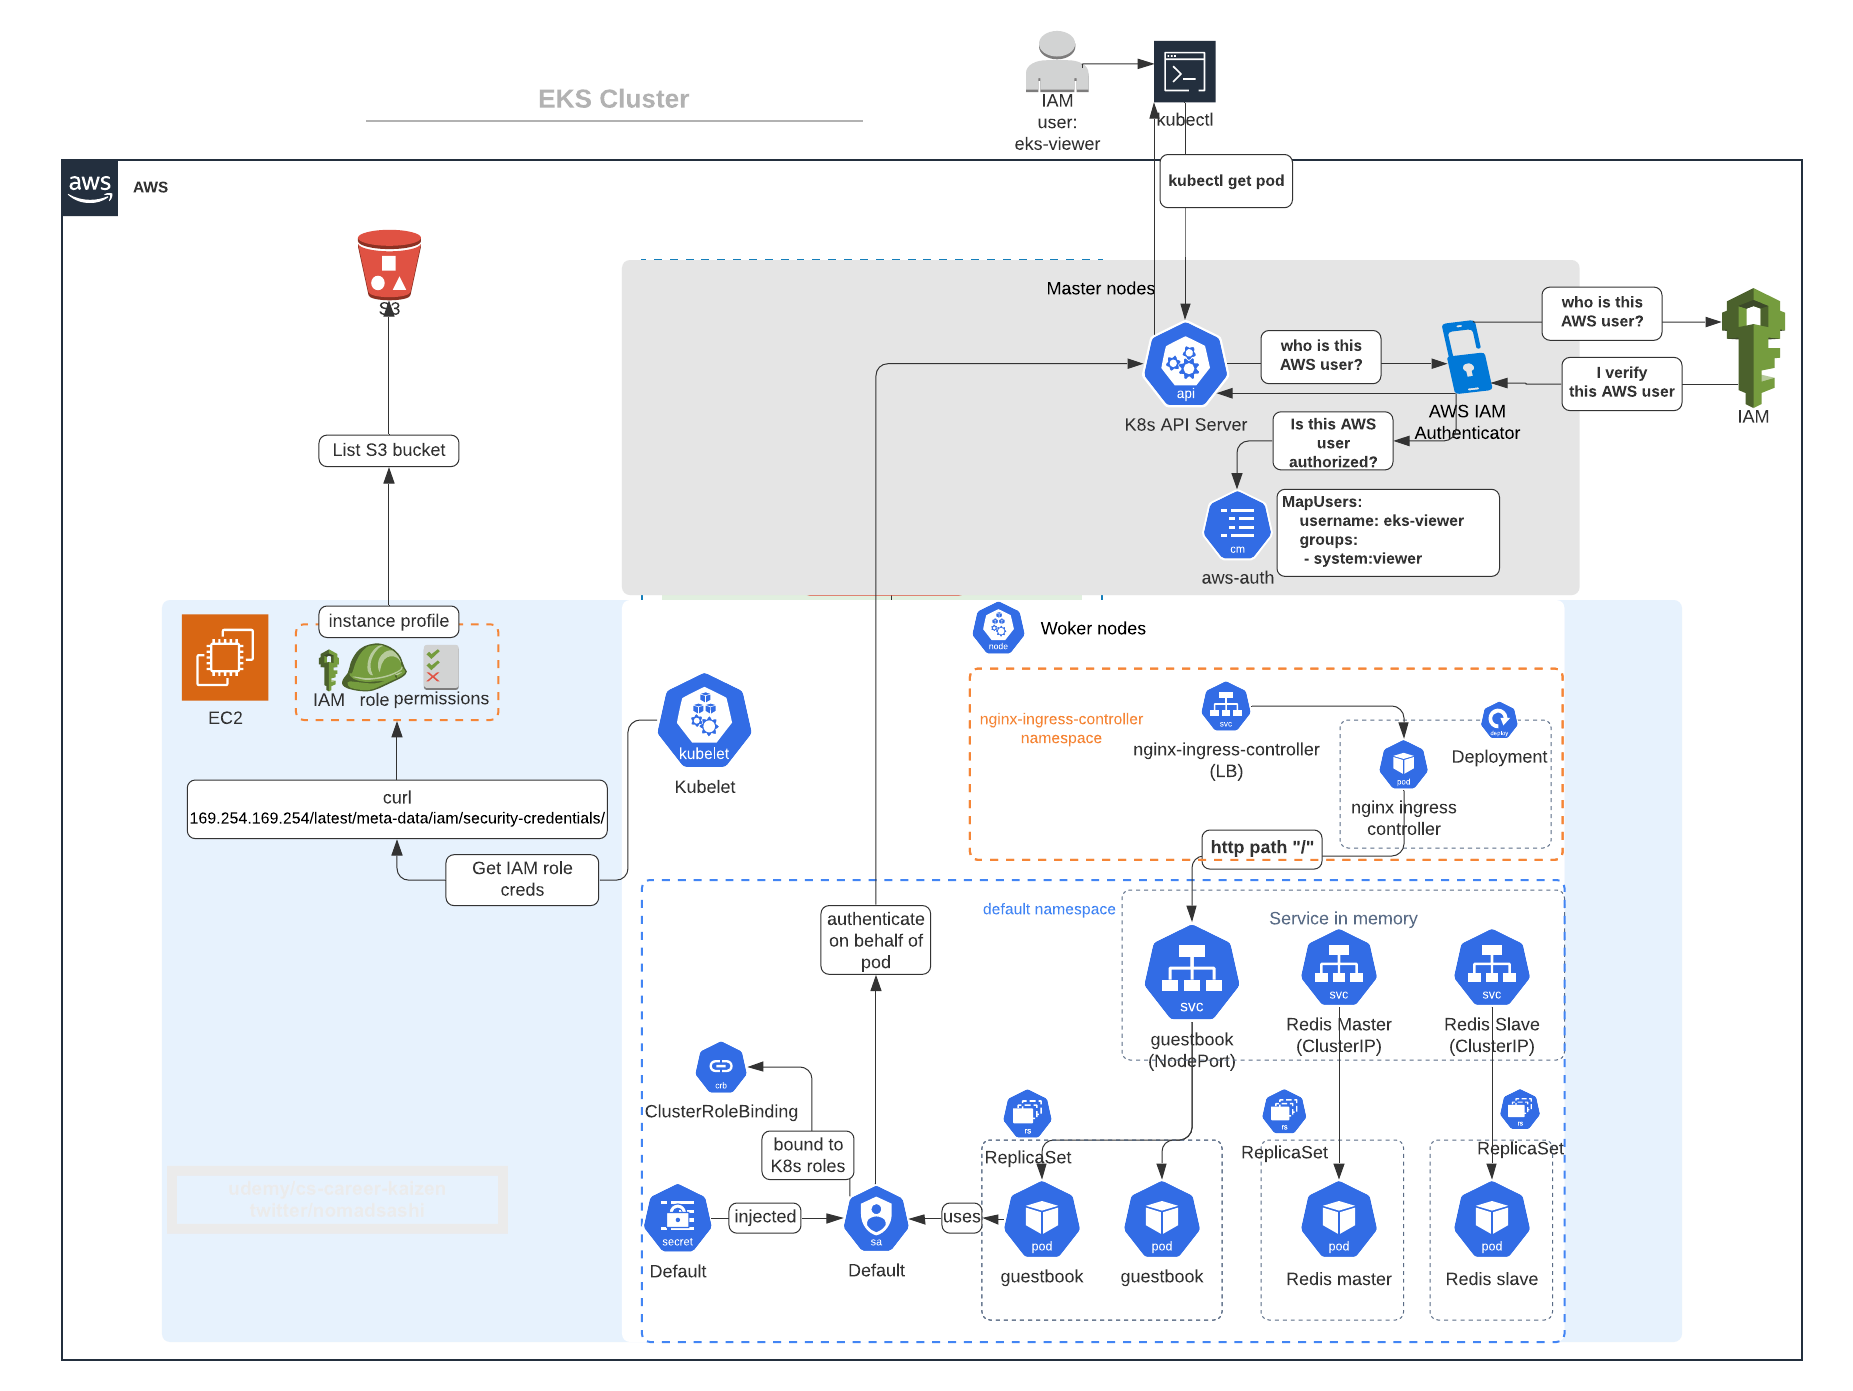 EKS Cluster
IAM
user:
eks-viewer
kubectl
kubectl get pod
aws
AWS
S3
List S3 bucket
Master nodes
api
K8s API Server
who is this
AWS user?
AWS IAM
Authenticator
who is this
AWS user?
I verify
this AWS user
IAM
Is this AWS
user
authorized?
cm
aws-auth
MapUsers:
username: eks-viewer
groups:
- system:viewer
EC2
instance profile
IAM
role
permissions
curl
169.254.169.254/latest/meta-data/iam/security-credentials/
Get IAM role
creds
kubelet
Kubelet
node
Woker nodes
nginx-ingress-controller
namespace
svc
nginx-ingress-controller
(LB)
deploy
Deployment
pod
nginx ingress
controller
http path "/"
default namespace
Service in memory
svc
guestbook
(NodePort)
svc
Redis Master
(ClusterIP)
svc
Redis Slave
(ClusterIP)
authenticate
on behalf of
pod
crb
ClusterRoleBinding
bound to
K8s roles
secret
Default
injected
sa
Default
uses
rs
ReplicaSet
pod
guestbook
pod
guestbook
rs
ReplicaSet
pod
Redis master
rs
ReplicaSet
pod
Redis slave
udemy/cs-career-kaizen